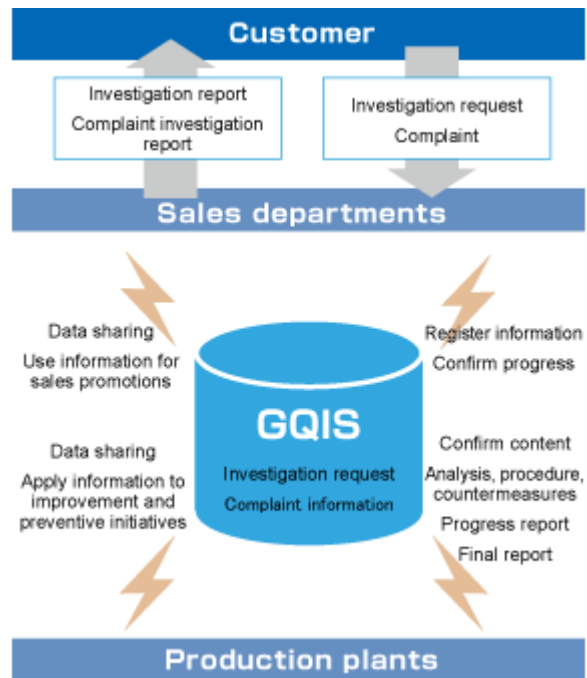 Customer
Investigation report
Complaint investigation
report
Investigation request
Complaint
Sales departments
Data sharing
Use information for
sales promotions
Register information
Confirm progress
GQIS
Investigation request
Complaint information
Data sharing
Apply information to
improvement and
preventive initiatives
Confirm content
Analysis, procedure,
countermeasures
Progress report
Final report
Production plants